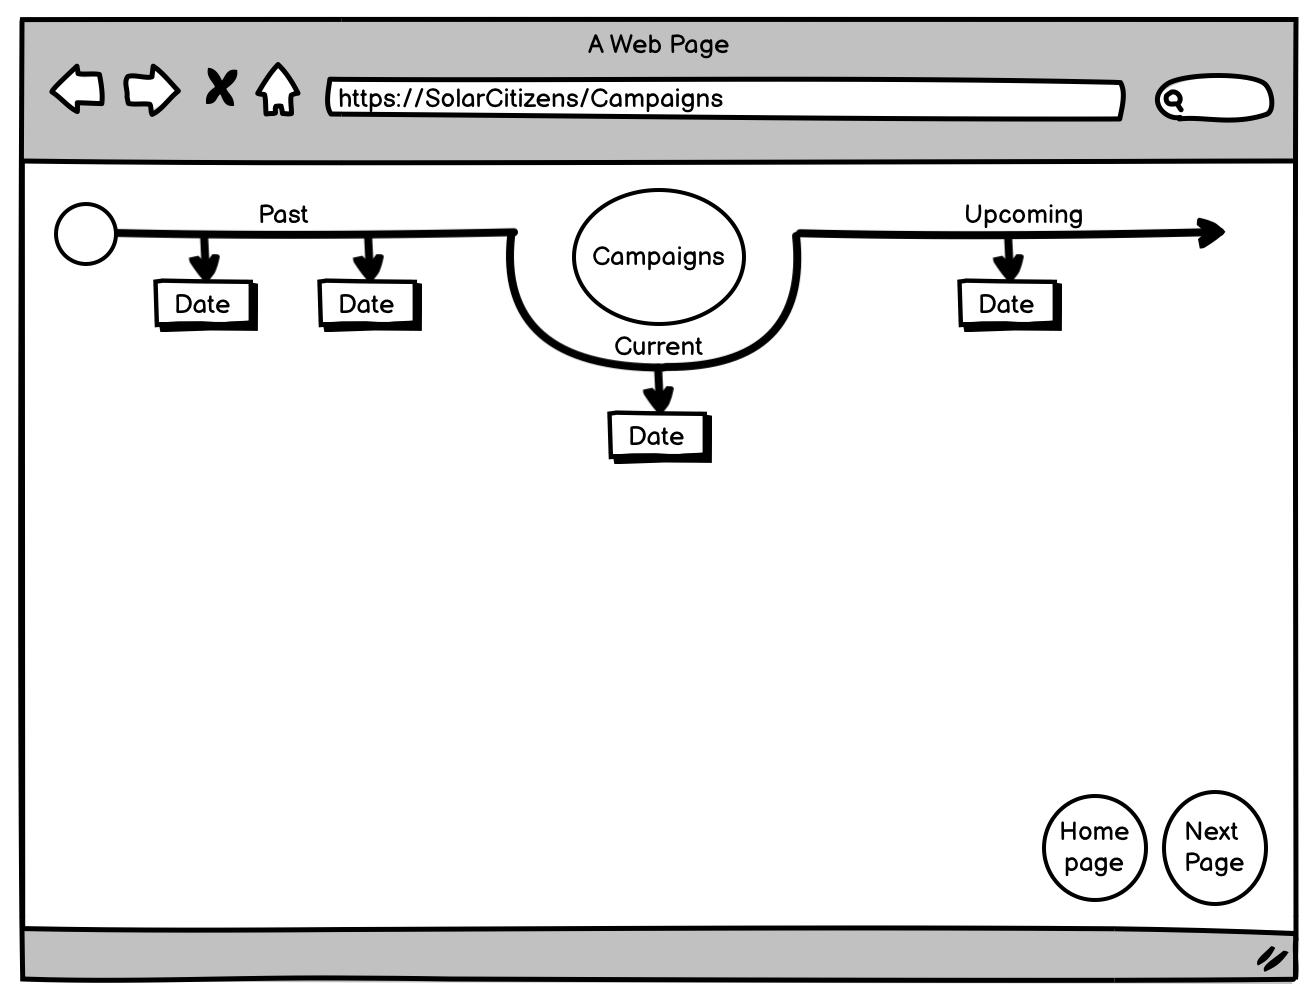 A Web Page
https://SolarCitizens/Campaigns
Past
Upcoming
Campaigns
Date
Date
Date
Current
Date
Home
page
Next
Page